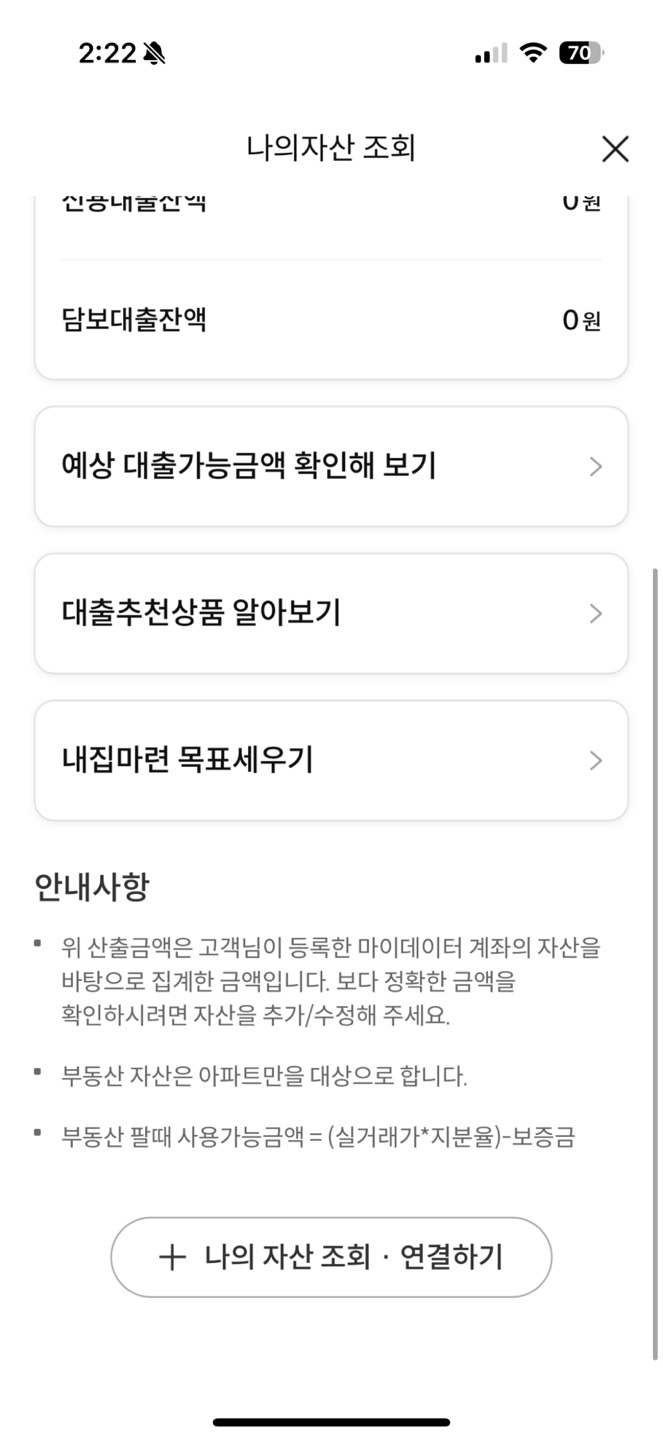 2:22
70
나의자산 조회
신용대출잔액 0원
담보대출잔액 0원
예상 대출가능금액 확인해 보기
대출추천상품 알아보기
내집마련 목표세우기
안내사항
▪ 위 산출금액은 고객님이 등록한 마이데이터 계좌의 자산을
바탕으로 집계한 금액입니다. 보다 정확한 금액을
확인하시려면 자산을 추가/수정해 주세요.
▪ 부동산 자산은 아파트만을 대상으로 합니다.
▪ 부동산 팔때 사용가능금액 = (실거래가*지분율)-보증금
+ 나의 자산 조회 · 연결하기